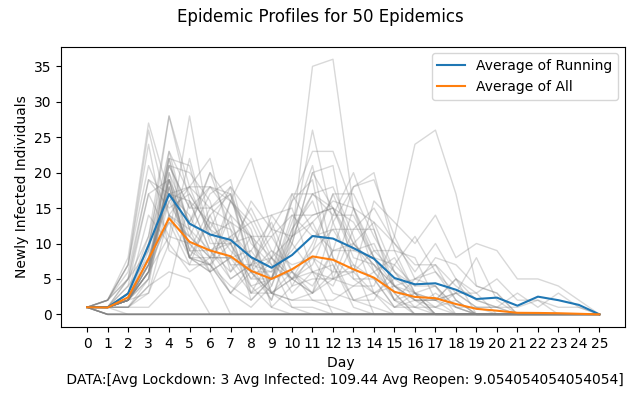 Epidemic Profiles for 50 Epidemics
Average of Running
Average of All
Newly Infected Individuals
35
30
25
20
15
10
5
0
0 1 2 3 4 5 6 7 8 9 10 11 12 13 14 15 16 17 18 19 20 21 22 23 24 25
Day
DATA:[Avg Lockdown: 3 Avg Infected: 109.44 Avg Reopen: 9.054054054054054]